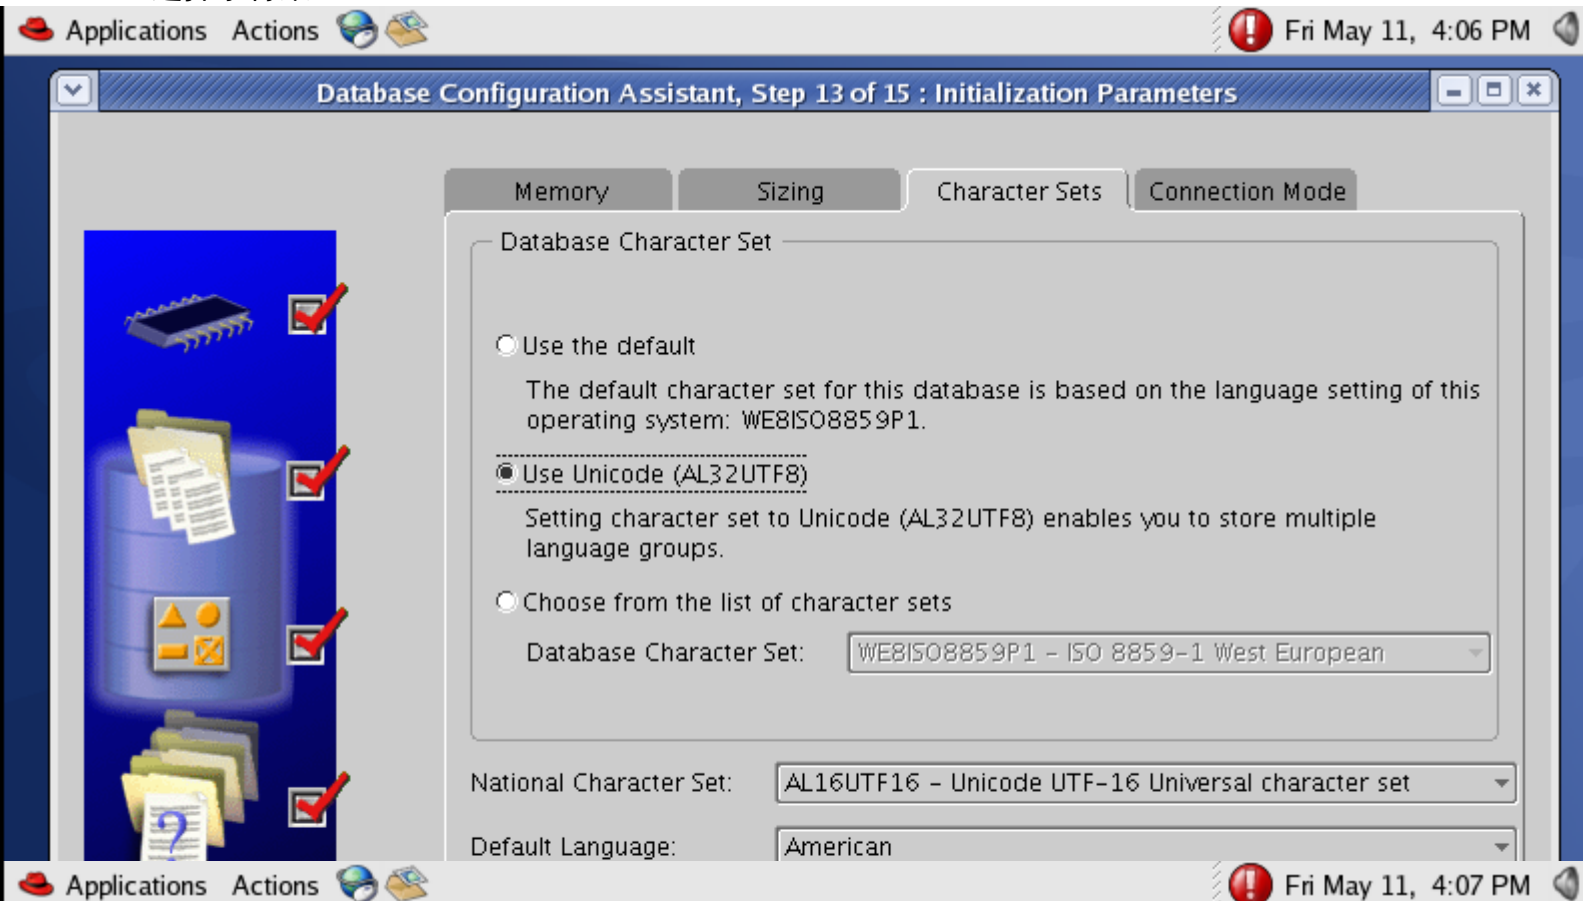 Applications Actions Fri May 11, 4:06 PM
Database Configuration Assistant, Step 13 of 15 : Initialization Parameters
Memory Sizing Character Sets Connection Mode
Database Character Set
Use the default
The default character set for this database is based on the language setting of this
operating system: WE8ISO8859P1.
Use Unicode (AL32UTF8)
Setting character set to Unicode (AL32UTF8) enables you to store multiple
language groups.
Choose from the list of character sets
Database Character Set: WE8ISO8859P1 - ISO 8859-1 West European
National Character Set: AL16UTF16 - Unicode UTF-16 Universal character set
Default Language: American
Applications Actions Fri May 11, 4:07 PM